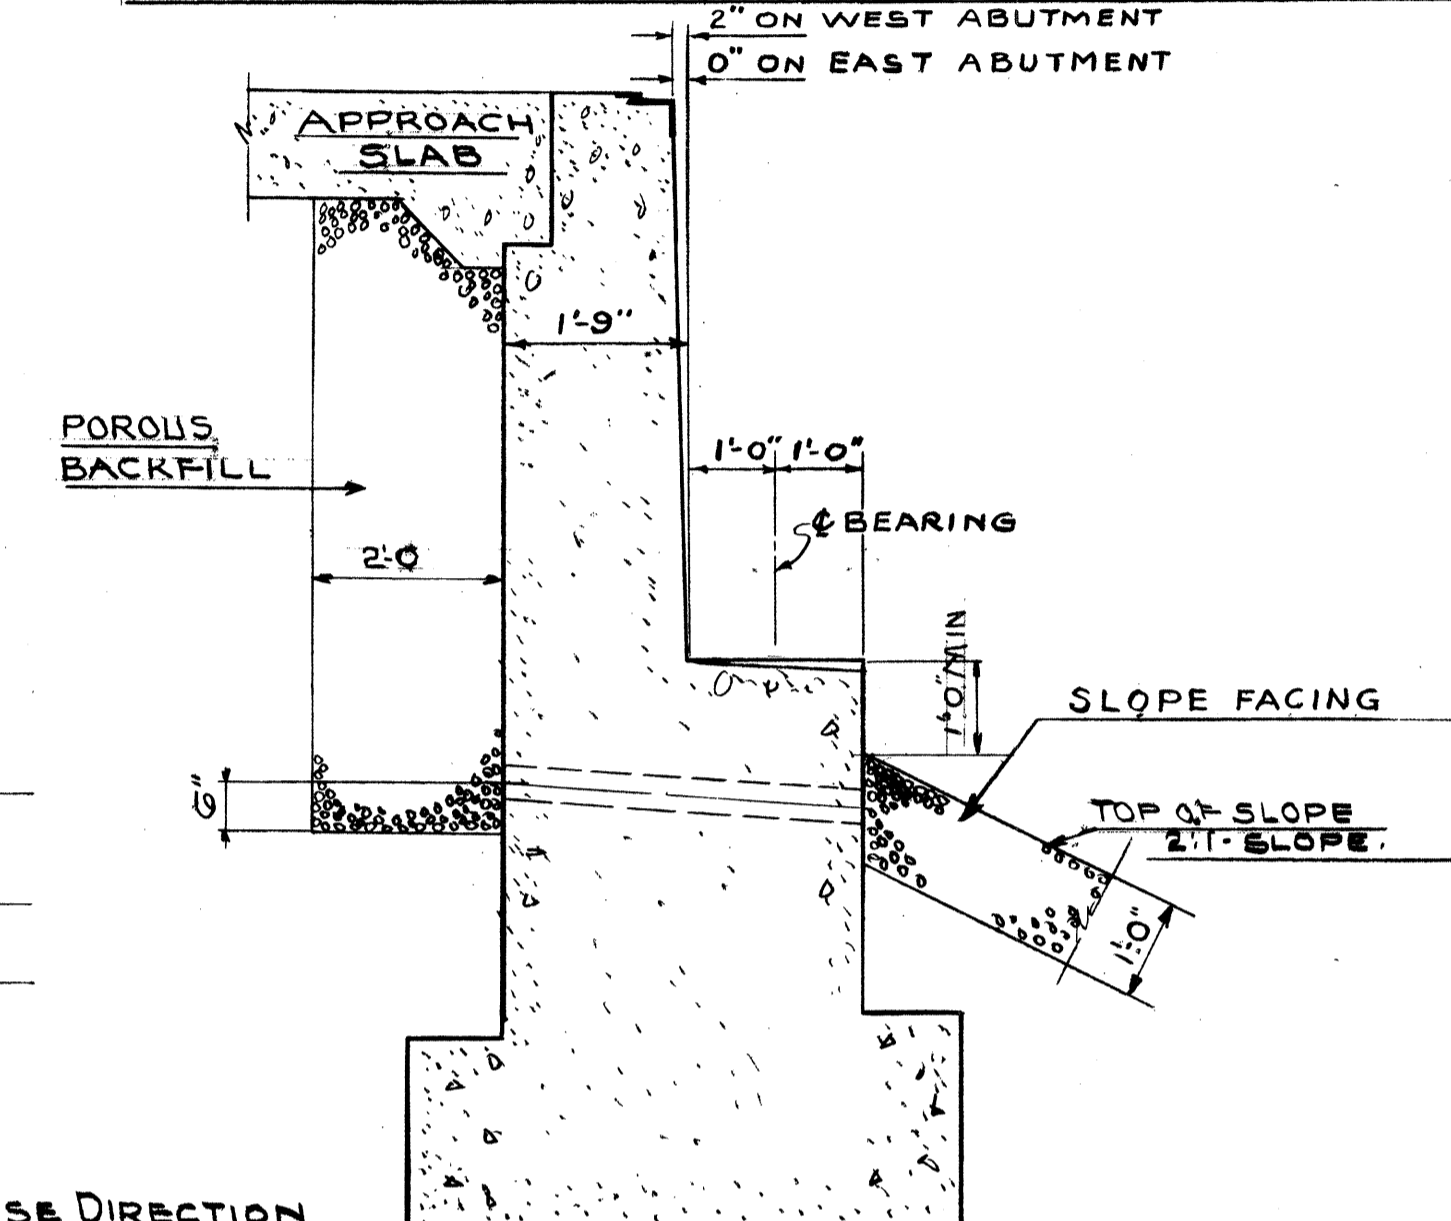 2" ON WEST ABUTMENT
0" ON EAST ABUTMENT
APPROACH
SLAB
1'-9"
POROUS
BACKFILL
1'-0" 1'-0"
℄ BEARING
2'-0
1'-0" MIN
SLOPE FACING
6"
TOP OF SLOPE
2:1 - SLOPE.
1'-0"
SE DIRECTION